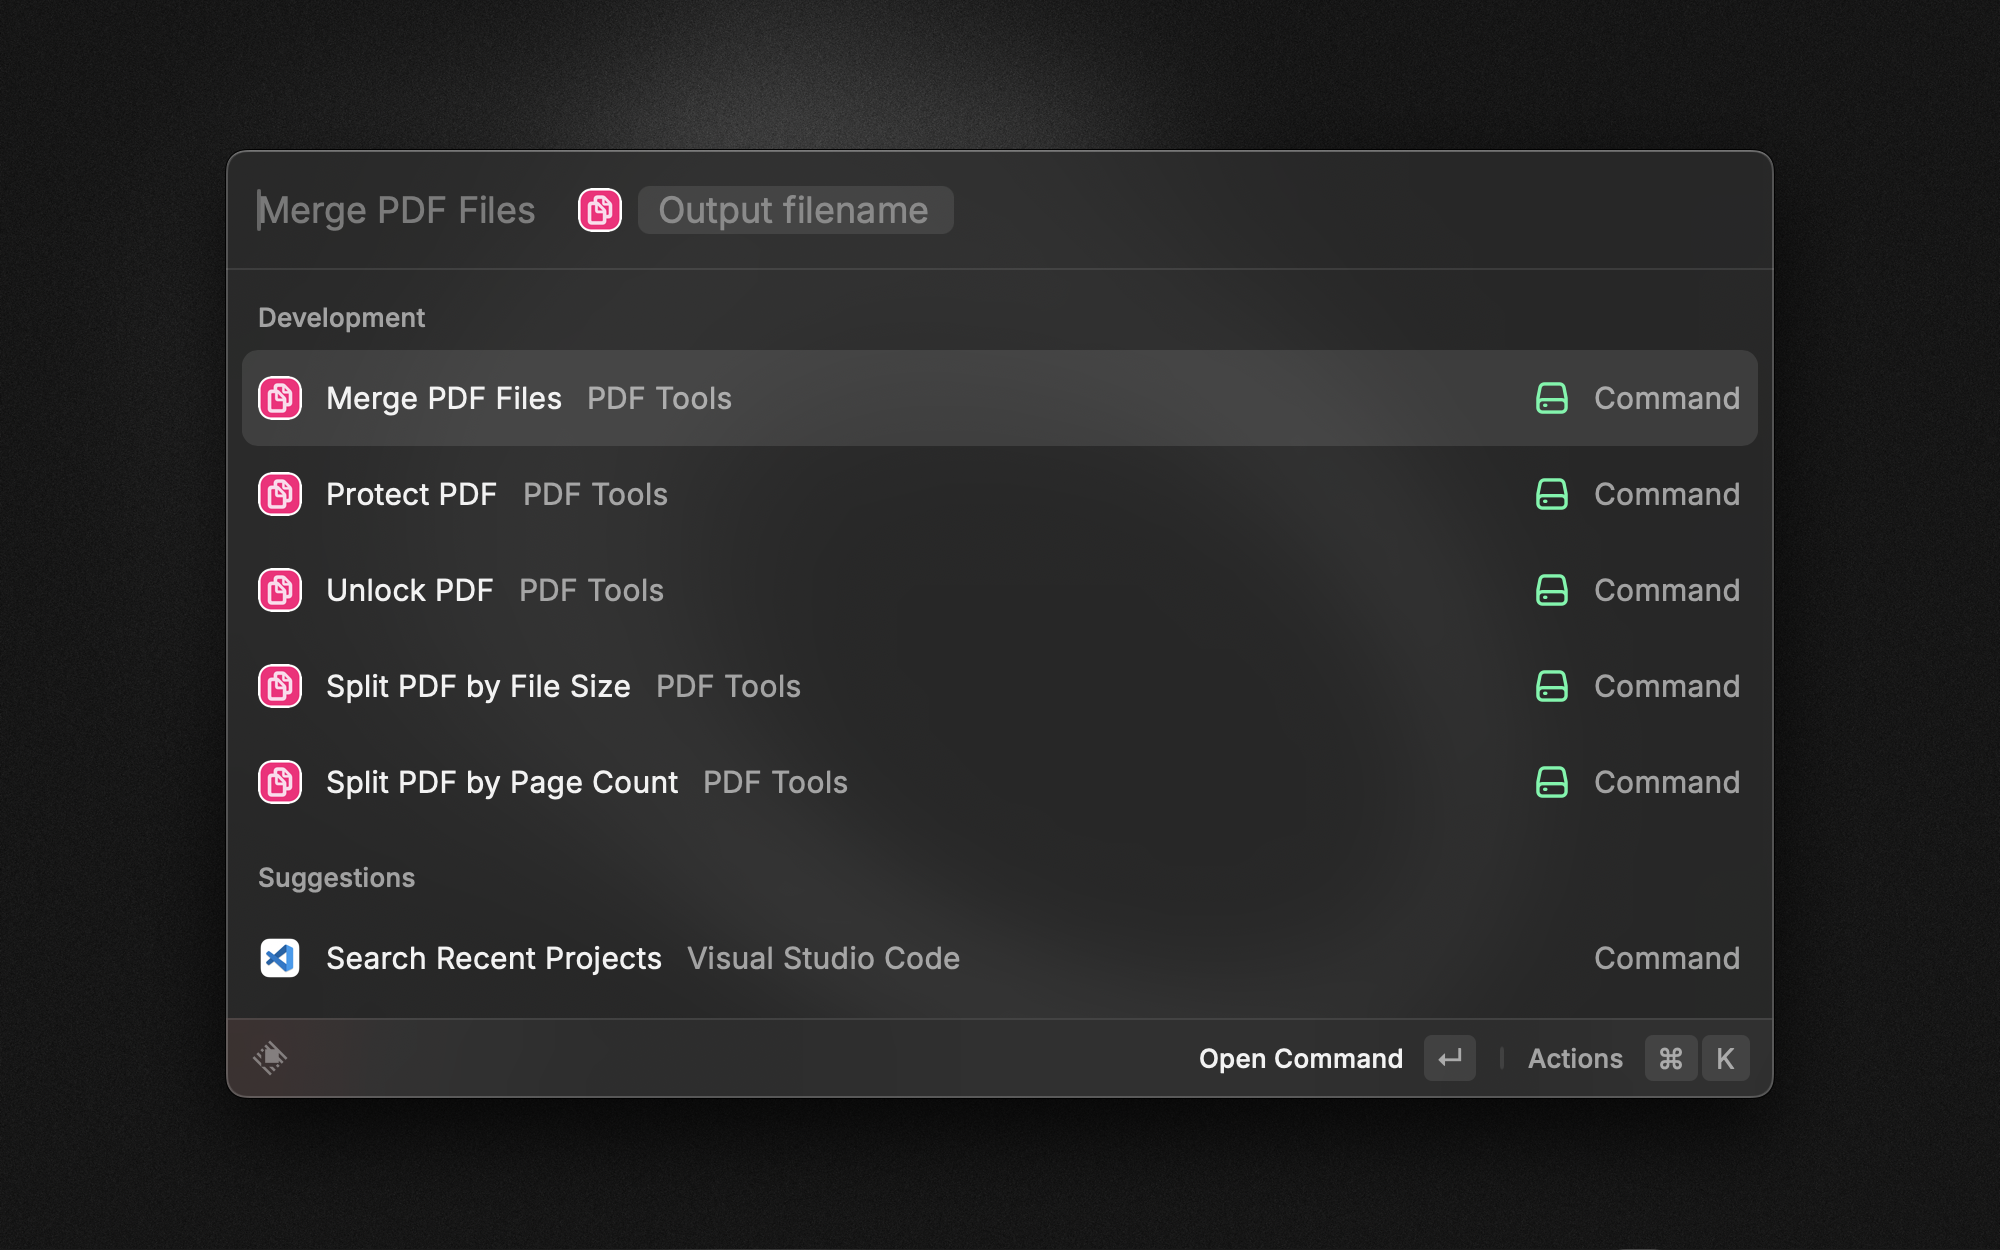 Merge PDF Files Output filename
Development
Merge PDF Files PDF Tools Command
Protect PDF PDF Tools Command
Unlock PDF PDF Tools Command
Split PDF by File Size PDF Tools Command
Split PDF by Page Count PDF Tools Command
Suggestions
Search Recent Projects Visual Studio Code Command
Open Command ↵ Actions ⌘ K